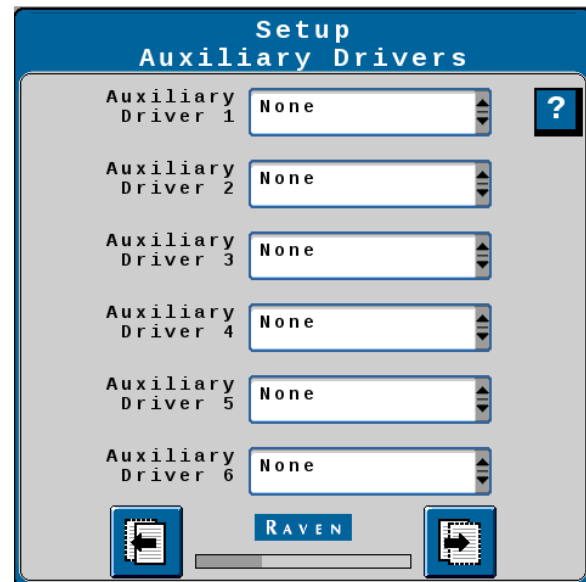 Setup
Auxiliary Drivers
Auxiliary
Driver 1
None
?
Auxiliary
Driver 2
None
Auxiliary
Driver 3
None
Auxiliary
Driver 4
None
Auxiliary
Driver 5
None
Auxiliary
Driver 6
None
RAVEN